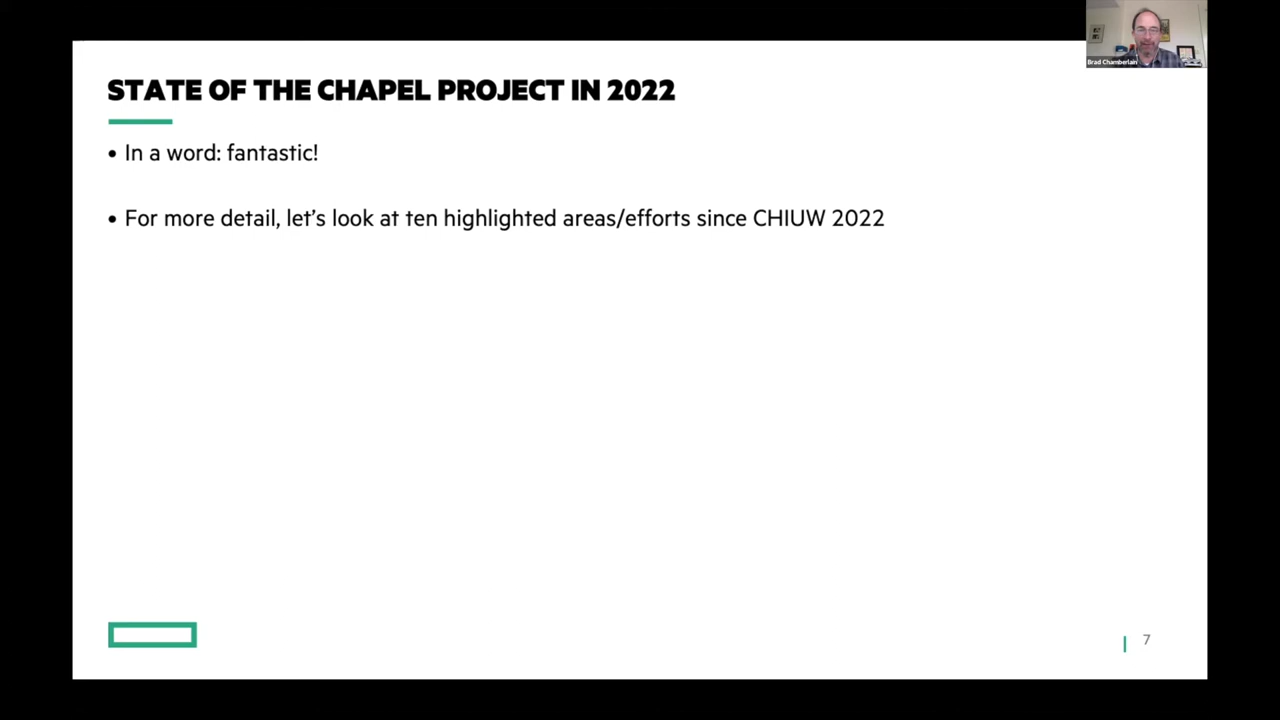 Brad Chamberlain
STATE OF THE CHAPEL PROJECT IN 2022
• In a word: fantastic!
• For more detail, let's look at ten highlighted areas/efforts since CHIUW 2022
7